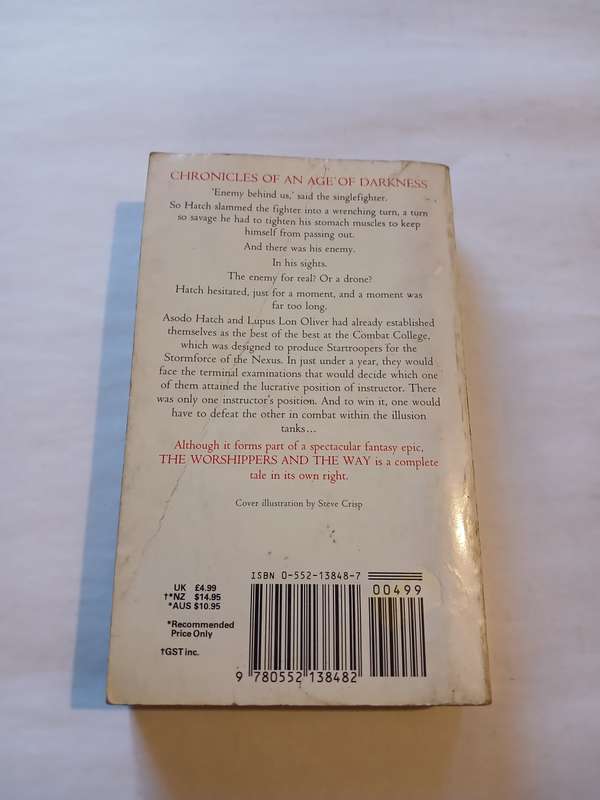 CHRONICLES OF AN AGE OF DARKNESS
'Enemy behind us,' said the singlefighter.
So Hatch slammed the fighter into a wrenching turn, a turn
so savage he had to tighten his stomach muscles to keep
himself from passing out.
And there was his enemy.
In his sights.
The enemy for real? Or a drone?
Hatch hesitated, just for a moment, and a moment was
far too long.
Asodo Hatch and Lupus Lon Oliver had already established
themselves as the best of the best at the Combat College,
which was designed to produce Startroopers for the
Stormforce of the Nexus. In just under a year, they would
face the terminal examinations that would decide which one
of them attained the lucrative position of instructor. There
was only one instructor's position. And to win it, one would
have to defeat the other in combat within the illusion
tanks...
Although it forms part of a spectacular fantasy epic,
THE WORSHIPPERS AND THE WAY is a complete
tale in its own right.
Cover illustration by Steve Crisp
ISBN 0-552-13848-7
00499
UK £4.99
†*NZ $14.95
*AUS $10.95
*Recommended
Price Only
†GST inc.
9 780552 138482